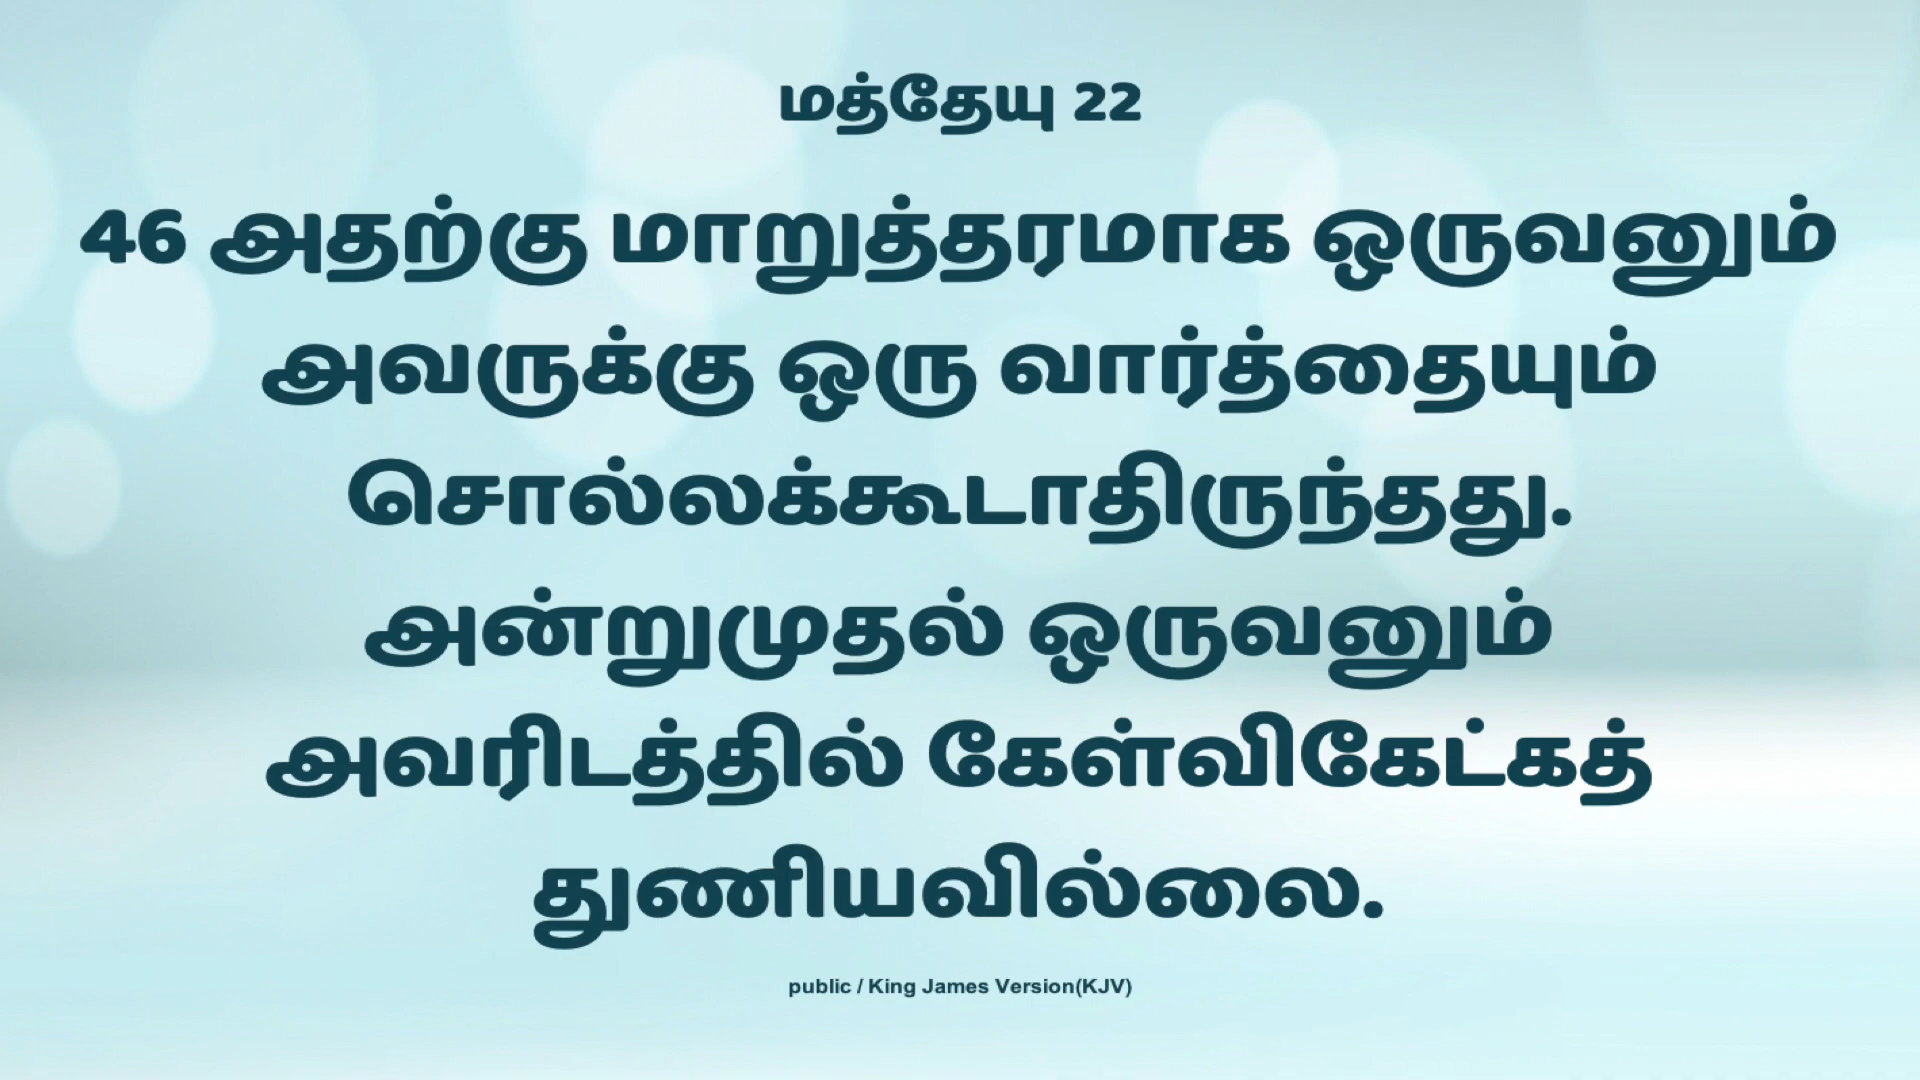 மத்தேயு 22
46 அதற்கு மாறுத்தரமாக ஒருவனும்
அவருக்கு ஒரு வார்த்தையும்
சொல்லக்கூடாதிருந்தது.
அன்றுமுதல் ஒருவனும்
அவரிடத்தில் கேள்விகேட்கத்
துணியவில்லை.
public / King James Version(KJV)